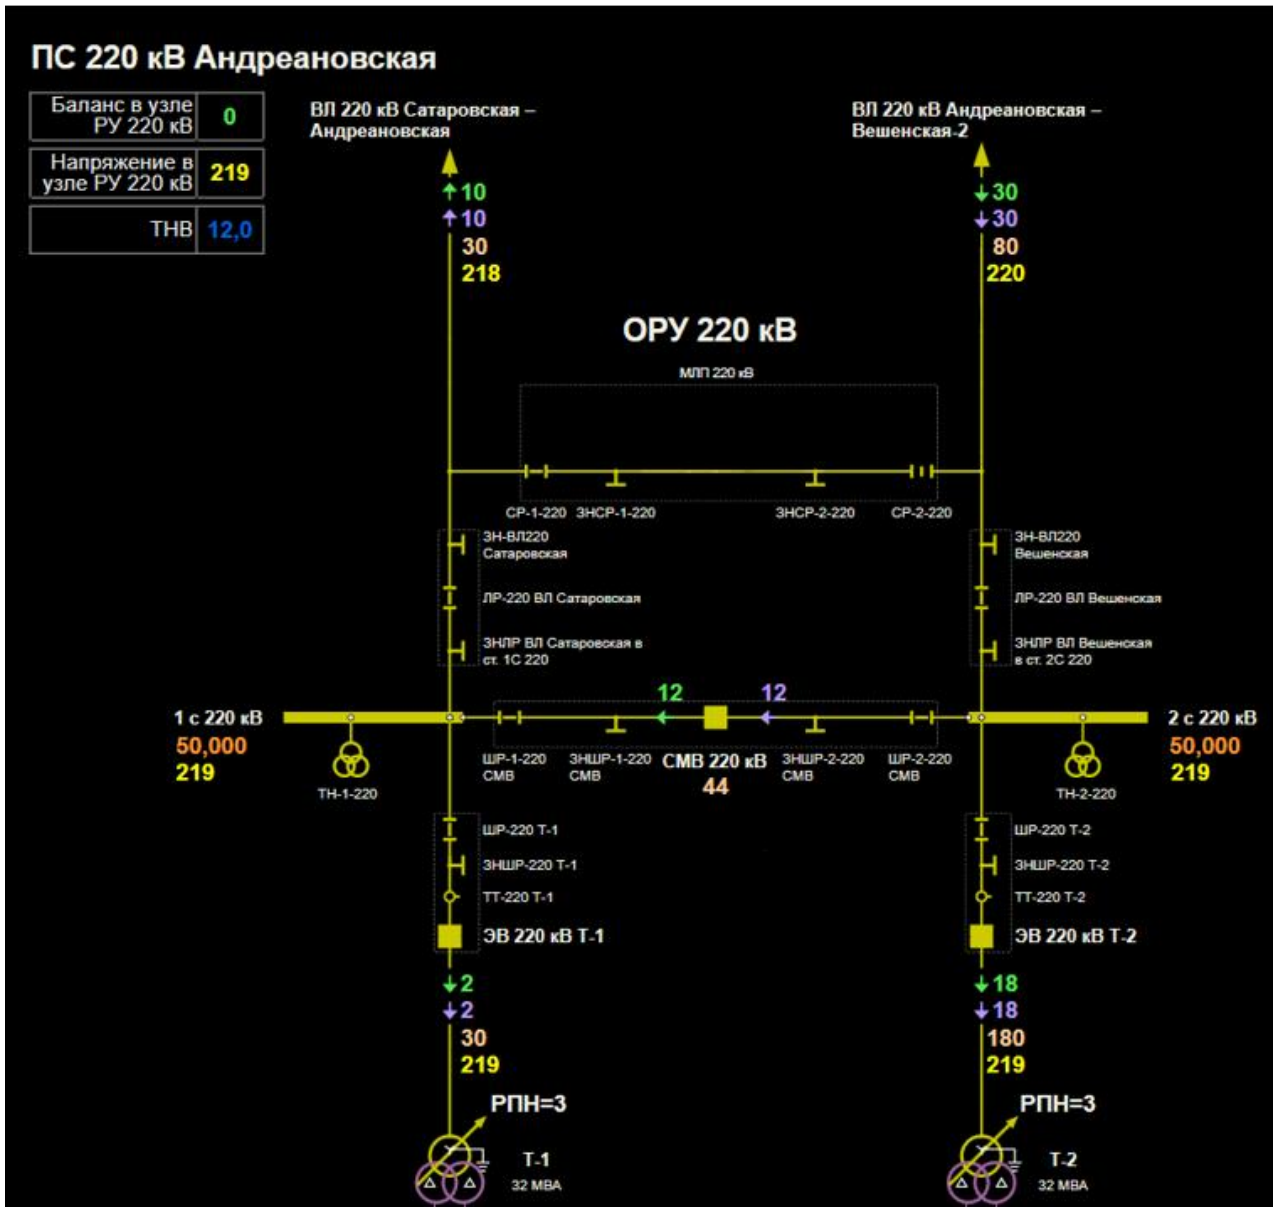 ПС 220 кВ Андреановская
Баланс в узле
РУ 220 кВ
0
Напряжение в
узле РУ 220 кВ
219
ТНВ
12,0
ВЛ 220 кВ Сатаровская –
Андреановская
10
10
30
218
ВЛ 220 кВ Андреановская –
Вешенская-2
30
30
80
220
ОРУ 220 кВ
МЛП 220 кВ
СР-1-220
ЗНСР-1-220
ЗНСР-2-220
СР-2-220
ЗН-ВЛ220
Сатаровская
ЛР-220 ВЛ Сатаровская
ЗНЛР ВЛ Сатаровская в
ст. 1С 220
ЗН-ВЛ220
Вешенская
ЛР-220 ВЛ Вешенская
ЗНЛР ВЛ Вешенская
в ст. 2С 220
1 с 220 кВ
50,000
219
ТН-1-220
12
12
ШР-1-220
СМВ
ЗНШР-1-220
СМВ
СМВ 220 кВ
44
ЗНШР-2-220
СМВ
ШР-2-220
СМВ
2 с 220 кВ
50,000
219
ТН-2-220
ШР-220 Т-1
ЗНШР-220 Т-1
ТТ-220 Т-1
ЭВ 220 кВ Т-1
2
2
30
219
РПН=3
Т-1
32 МВА
ШР-220 Т-2
ЗНШР-220 Т-2
ТТ-220 Т-2
ЭВ 220 кВ Т-2
18
18
180
219
РПН=3
Т-2
32 МВА